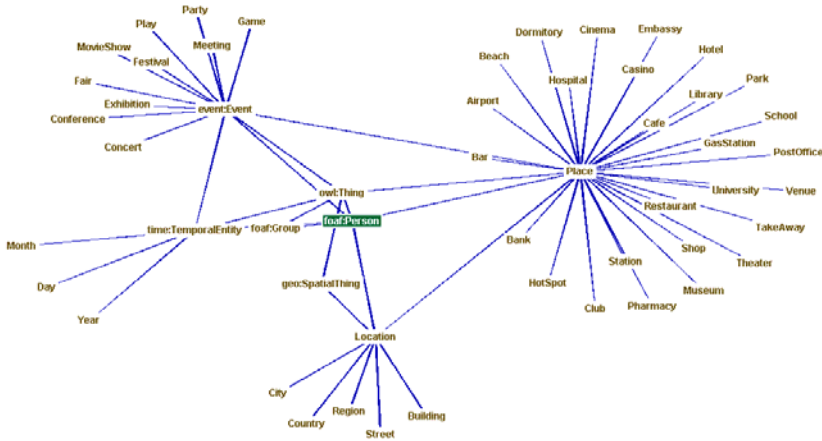 Party
Play
Game
Meeting
MovieShow
Festival
Fair
Exhibition
event:Event
Conference
Concert
Dormitory
Cinema
Embassy
Beach
Hotel
Hospital
Casino
Park
Airport
Library
Cafe
School
GasStation
PostOffice
Bar
Place
University
Venue
Restaurant
TakeAway
Bank
Shop
Station
Theater
HotSpot
Museum
Club
Pharmacy
owl:Thing
foaf:Person
foaf:Group
time:TemporalEntity
Month
Day
Year
geo:SpatialThing
Location
City
Country
Region
Street
Building